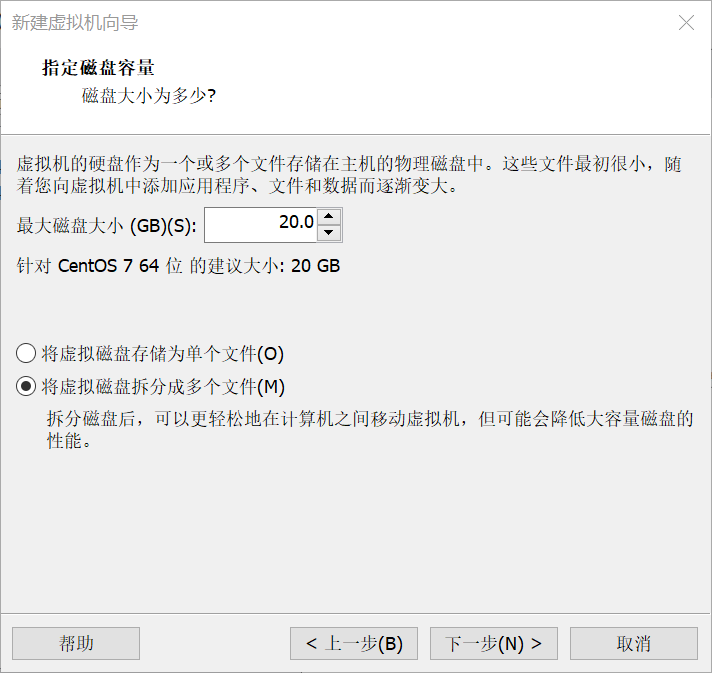 新建虚拟机向导
指定磁盘容量
磁盘大小为多少?
虚拟机的硬盘作为一个或多个文件存储在主机的物理磁盘中。这些文件最初很小，随
着您向虚拟机中添加应用程序、文件和数据而逐渐变大。
最大磁盘大小 (GB)(S): 20.0
针对 CentOS 7 64 位 的建议大小: 20 GB
将虚拟磁盘存储为单个文件(O)
将虚拟磁盘拆分成多个文件(M)
拆分磁盘后，可以更轻松地在计算机之间移动虚拟机，但可能会降低大容量磁盘的
性能。
帮助 < 上一步(B) 下一步(N) > 取消